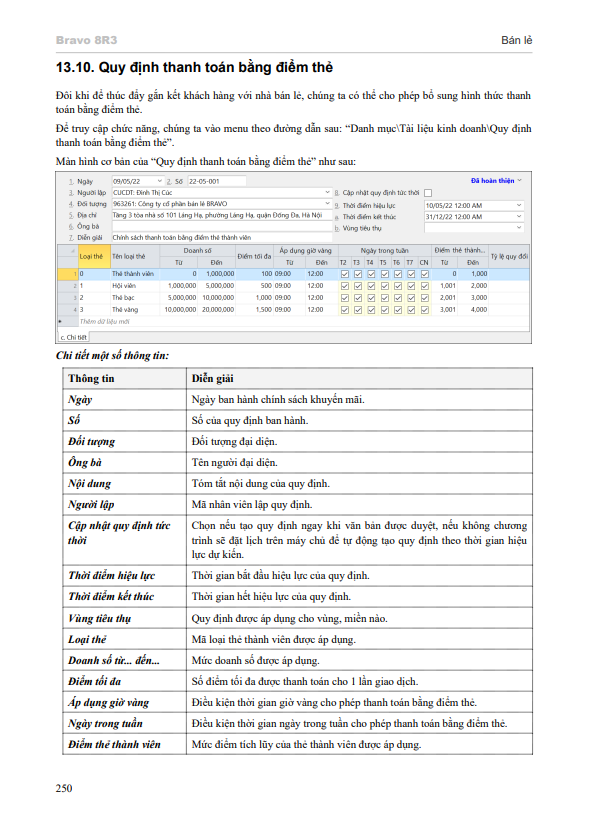 Bravo 8R3 Bán lẻ
13.10. Quy định thanh toán bằng điểm thẻ
Đôi khi để thúc đẩy gắn kết khách hàng với nhà bán lẻ, chúng ta có thể cho phép bổ sung hình thức thanh
toán bằng điểm thẻ.
Để truy cập chức năng, chúng ta vào menu theo đường dẫn sau: “Danh mục\Tài liệu kinh doanh\Quy định
thanh toán bằng điểm thẻ”.
Màn hình cơ bản của “Quy định thanh toán bằng điểm thẻ” như sau:
1. Ngày 09/05/22 2. Số 22-05-001 Đã hoàn thiện
3. Người lập CUCDT: Đinh Thị Cúc 8. Cập nhật quy định tức thời
4. Đối tượng 963261: Công ty cổ phần bán lẻ BRAVO 9. Thời điểm hiệu lực 10/05/22 12:00 AM
5. Địa chỉ Tầng 3 tòa nhà số 101 Láng Hạ, phường Láng Hạ, quận Đống Đa, Hà Nội a. Thời điểm kết thúc 31/12/22 12:00 AM
6. Ông bà b. Vùng tiêu thụ
7. Diễn giải Chính sách thanh toán bằng điểm thẻ thành viên
Loại thẻ Tên loại thẻ Doanh số Điểm tối đa Áp dụng giờ vàng Ngày trong tuần Điểm thẻ thành... Tỷ lệ quy đổi
Từ Đến Từ Đến T2 T3 T4 T5 T6 T7 CN Từ Đến
1 0 Thẻ thành viên 0 1,000,000 100 09:00 12:00 0 1,000
2 1 Hội viên 1,000,000 5,000,000 500 09:00 12:00 1,001 2,000
3 2 Thẻ bạc 5,000,000 10,000,000 1,000 09:00 12:00 2,001 3,000
4 3 Thẻ vàng 10,000,000 20,000,000 1,500 09:00 12:00 3,001 4,000
Thêm dữ liệu mới
c. Chi tiết
Chi tiết một số thông tin:
Thông tin Diễn giải
Ngày Ngày ban hành chính sách khuyến mãi.
Số Số của quy định ban hành.
Đối tượng Đối tượng đại diện.
Ông bà Tên người đại diện.
Nội dung Tóm tắt nội dung của quy định.
Người lập Mã nhân viên lập quy định.
Cập nhật quy định tức Chọn nếu tạo quy định ngay khi văn bản được duyệt, nếu không chương
thời trình sẽ đặt lịch trên máy chủ để tự động tạo quy định theo thời gian hiệu
lực dự kiến.
Thời điểm hiệu lực Thời gian bắt đầu hiệu lực của quy định.
Thời điểm kết thúc Thời gian hết hiệu lực của quy định.
Vùng tiêu thụ Quy định được áp dụng cho vùng, miền nào.
Loại thẻ Mã loại thẻ thành viên được áp dụng.
Doanh số từ... đến... Mức doanh số được áp dụng.
Điểm tối đa Số điểm tối đa được thanh toán cho 1 lần giao dịch.
Áp dụng giờ vàng Điều kiện thời gian giờ vàng cho phép thanh toán bằng điểm thẻ.
Ngày trong tuần Điều kiện thời gian ngày trong tuần cho phép thanh toán bằng điểm thẻ.
Điểm thẻ thành viên Mức điểm tích lũy của thẻ thành viên được áp dụng.
250